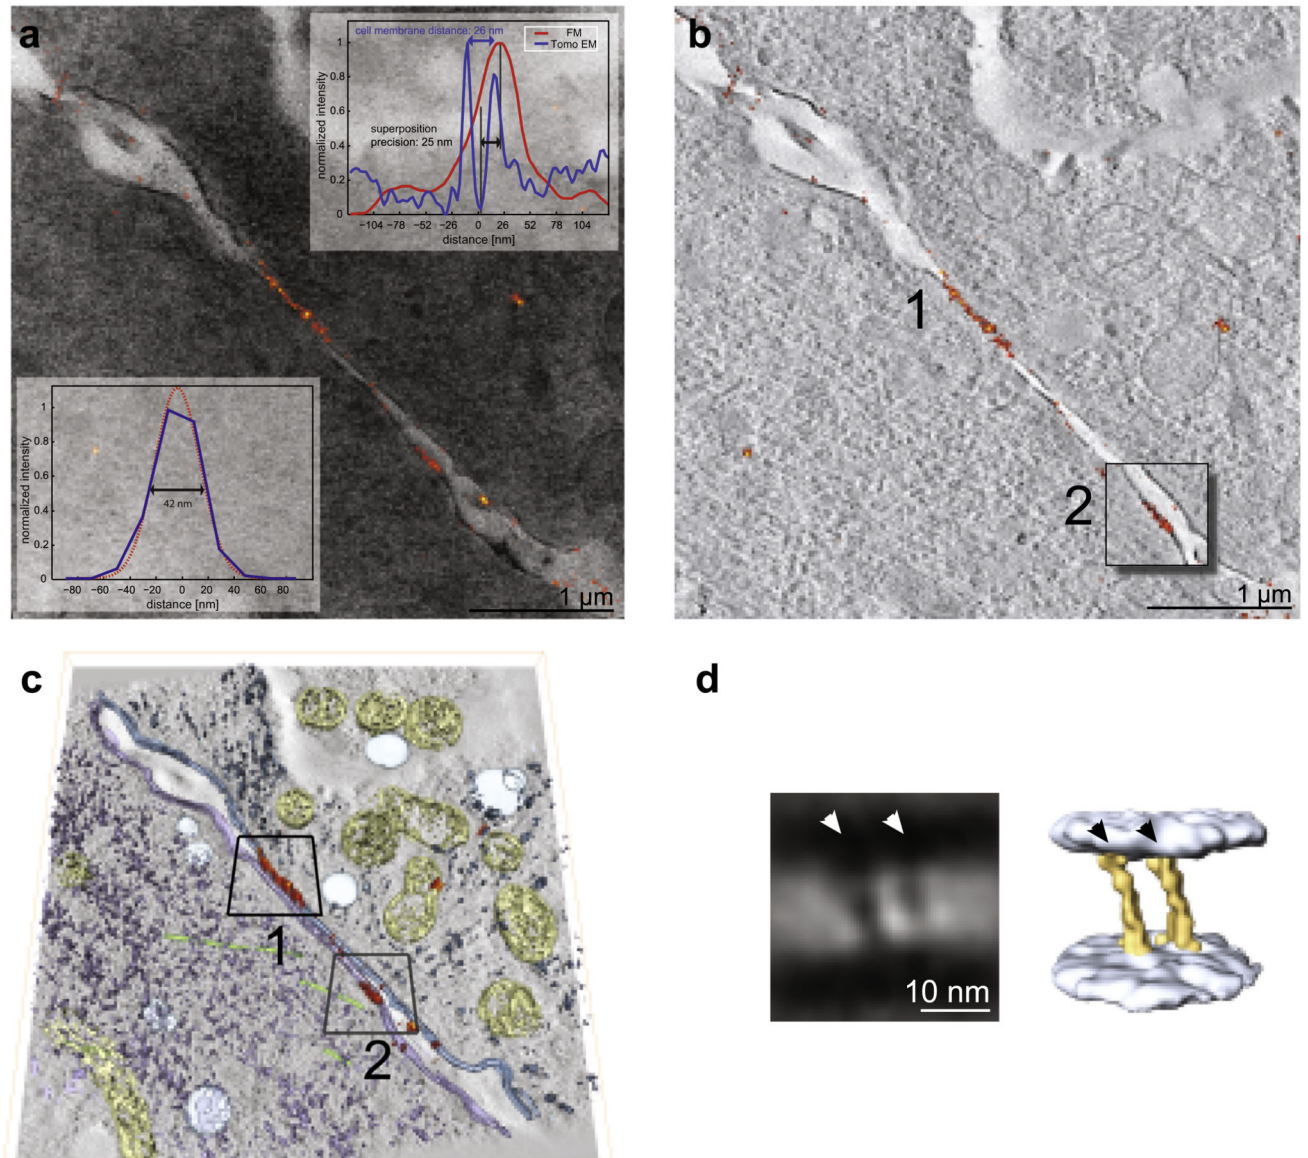 a
cell membrane distance: 26 nm
FM
Tomo EM
normalized intensity
1
0.8
0.6
0.4
0.2
0
superposition
precision: 25 nm
−104 −78 −52 −26 0 26 52 78 104
distance [nm]
normalized intensity
1
0.8
0.6
0.4
0.2
0
42 nm
−80 −60 −40 −20 0 20 40 60 80
distance [nm]
1 µm
b
1
2
1 µm
c
1
2
d
10 nm